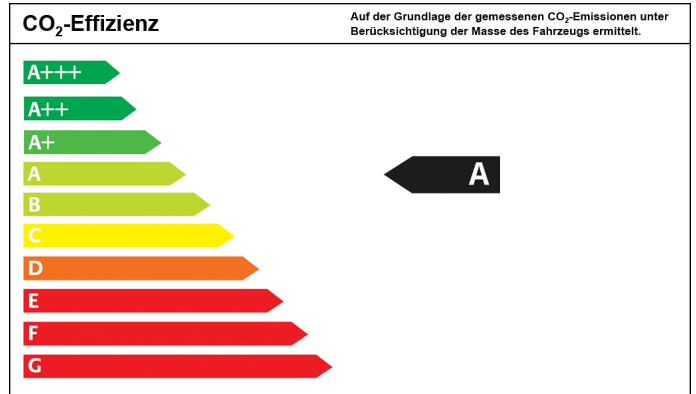 CO₂-Effizienz
Auf der Grundlage der gemessenen CO₂-Emissionen unter
Berücksichtigung der Masse des Fahrzeugs ermittelt.
A+++
A++
A+
A
A
B
C
D
E
F
G